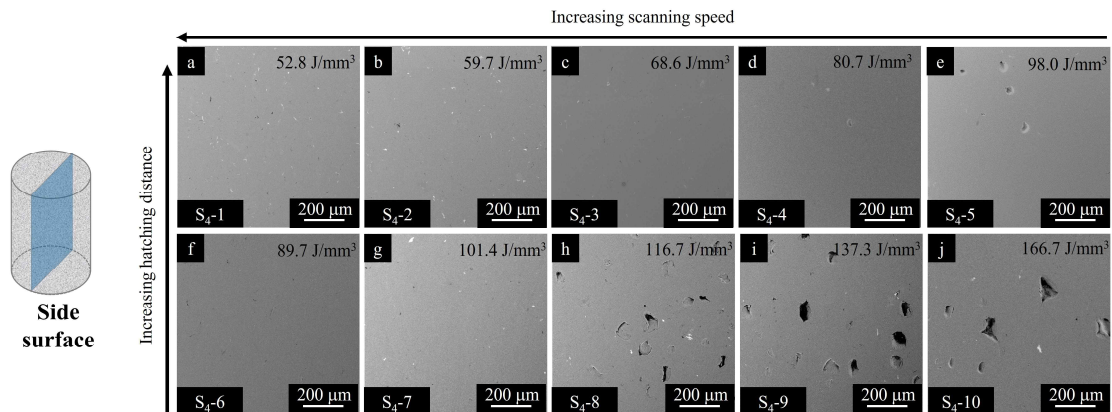 Increasing scanning speed
a
52.8 J/mm³
b
59.7 J/mm³
c
68.6 J/mm³
d
80.7 J/mm³
e
98.0 J/mm³
S₄-1
200 μm
S₄-2
200 μm
S₄-3
200 μm
S₄-4
200 μm
S₄-5
200 μm
Increasing hatching distance
f
89.7 J/mm³
g
101.4 J/mm³
h
116.7 J/mm³
i
137.3 J/mm³
j
166.7 J/mm³
Side
surface
S₄-6
200 μm
S₄-7
200 μm
S₄-8
200 μm
S₄-9
200 μm
S₄-10
200 μm